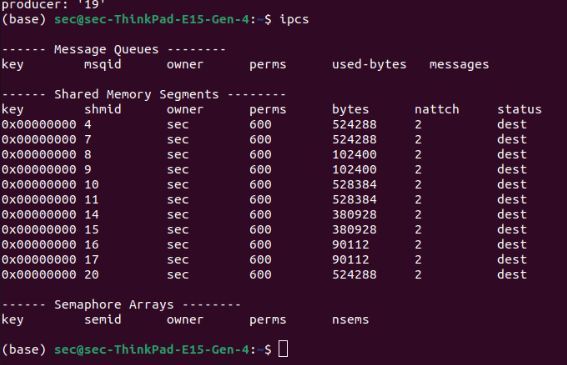 producer: '19'
(base) sec@sec-ThinkPad-E15-Gen-4:~$ ipcs
------ Message Queues --------
key msqid owner perms used-bytes messages
------ Shared Memory Segments --------
key shmid owner perms bytes nattch status
0x00000000 4 sec 600 524288 2 dest
0x00000000 7 sec 600 524288 2 dest
0x00000000 8 sec 600 102400 2 dest
0x00000000 9 sec 600 102400 2 dest
0x00000000 10 sec 600 528384 2 dest
0x00000000 11 sec 600 528384 2 dest
0x00000000 14 sec 600 380928 2 dest
0x00000000 15 sec 600 380928 2 dest
0x00000000 16 sec 600 90112 2 dest
0x00000000 17 sec 600 90112 2 dest
0x00000000 20 sec 600 524288 2 dest
------ Semaphore Arrays --------
key semid owner perms nsems
(base) sec@sec-ThinkPad-E15-Gen-4:~$